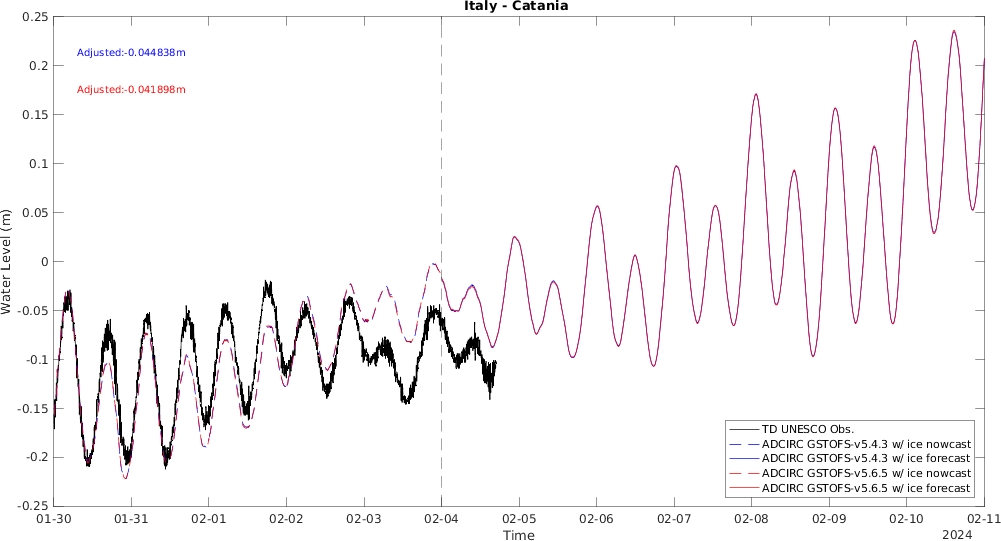 Italy - Catania
0.25
0.2
0.15
0.1
0.05
0
-0.05
-0.1
-0.15
-0.2
-0.25
Water Level (m)
Adjusted:-0.044838m
Adjusted:-0.041898m
TD UNESCO Obs.
ADCIRC GSTOFS-v5.4.3 w/ ice nowcast
ADCIRC GSTOFS-v5.4.3 w/ ice forecast
ADCIRC GSTOFS-v5.6.5 w/ ice nowcast
ADCIRC GSTOFS-v5.6.5 w/ ice forecast
01-30 01-31 02-01 02-02 02-03 02-04 02-05 02-06 02-07 02-08 02-09 02-10 02-11
Time
2024